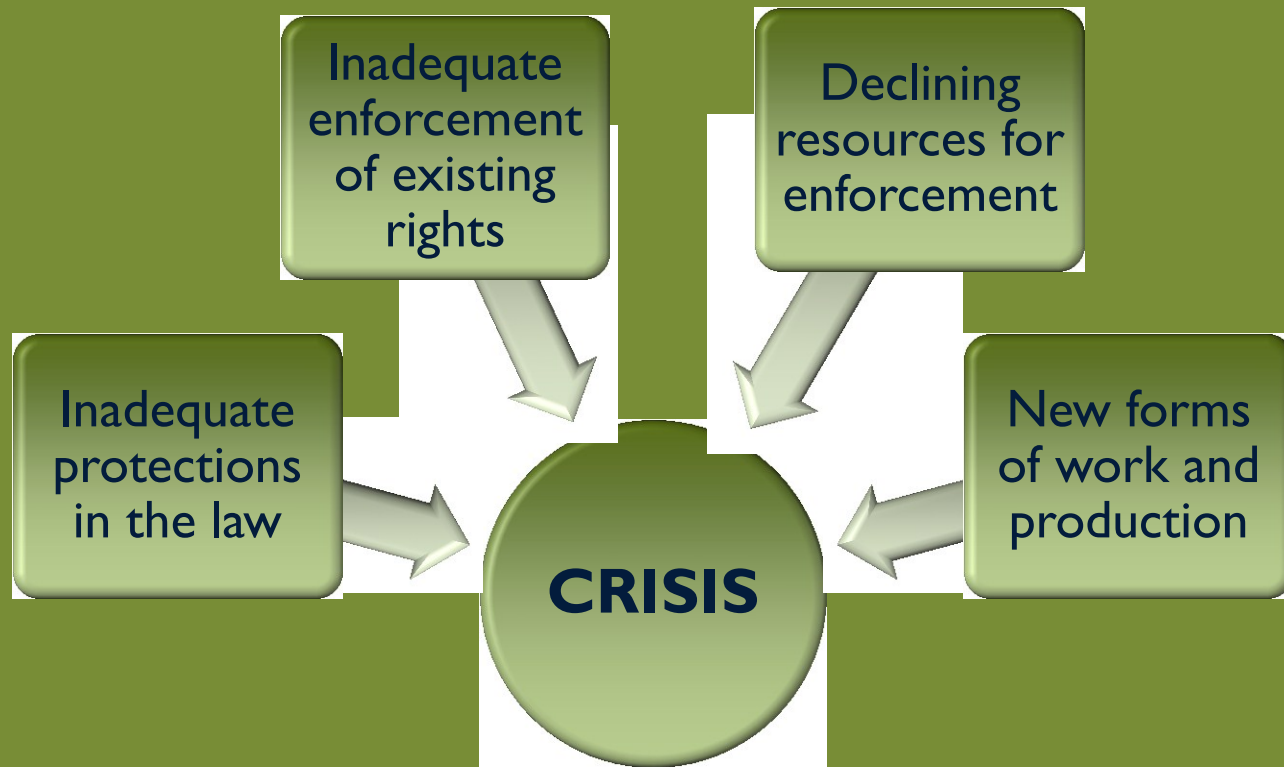 Inadequate
enforcement
of existing
rights
Declining
resources for
enforcement
Inadequate
protections
in the law
New forms
of work and
production
CRISIS